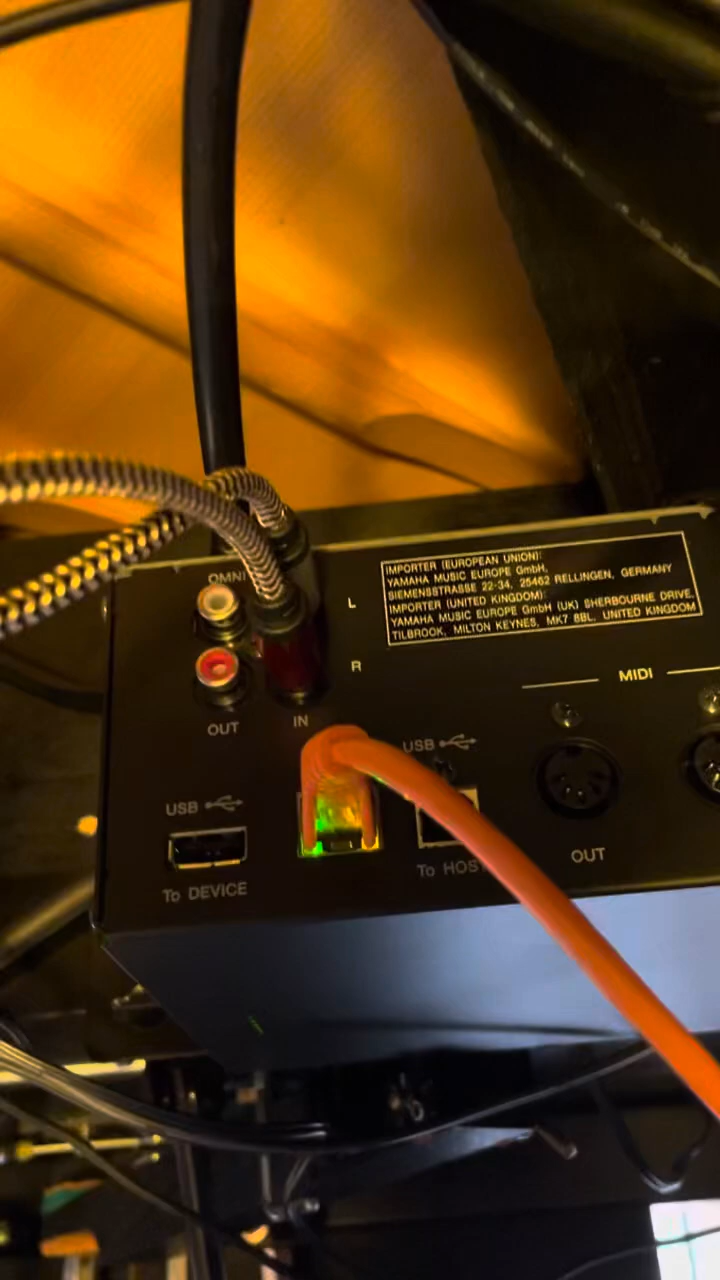 OMNI
L
IMPORTER (EUROPEAN UNION):
YAMAHA MUSIC EUROPE GmbH,
SIEMENSSTRASSE 22-34, 25462 RELLINGEN, GERMANY
IMPORTER (UNITED KINGDOM):
YAMAHA MUSIC EUROPE GmbH (UK) SHERBOURNE DRIVE,
TILBROOK, MILTON KEYNES, MK7 8BL, UNITED KINGDOM
R
MIDI
OUT
IN
USB
USB
To DEVICE
To HOST
OUT